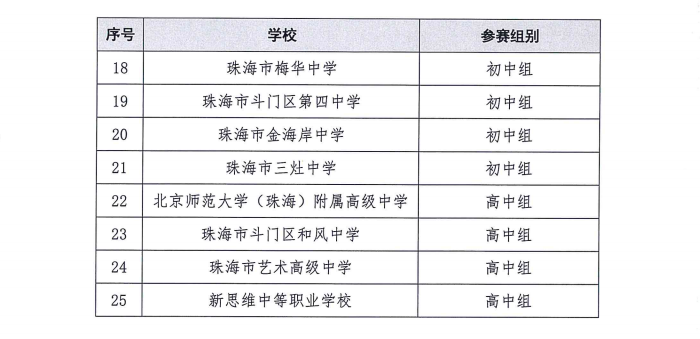 序号 学校 参赛组别
18 珠海市梅华中学 初中组
19 珠海市斗门区第四中学 初中组
20 珠海市金海岸中学 初中组
21 珠海市三灶中学 初中组
22 北京师范大学（珠海）附属高级中学 高中组
23 珠海市斗门区和风中学 高中组
24 珠海市艺术高级中学 高中组
25 新思维中等职业学校 高中组